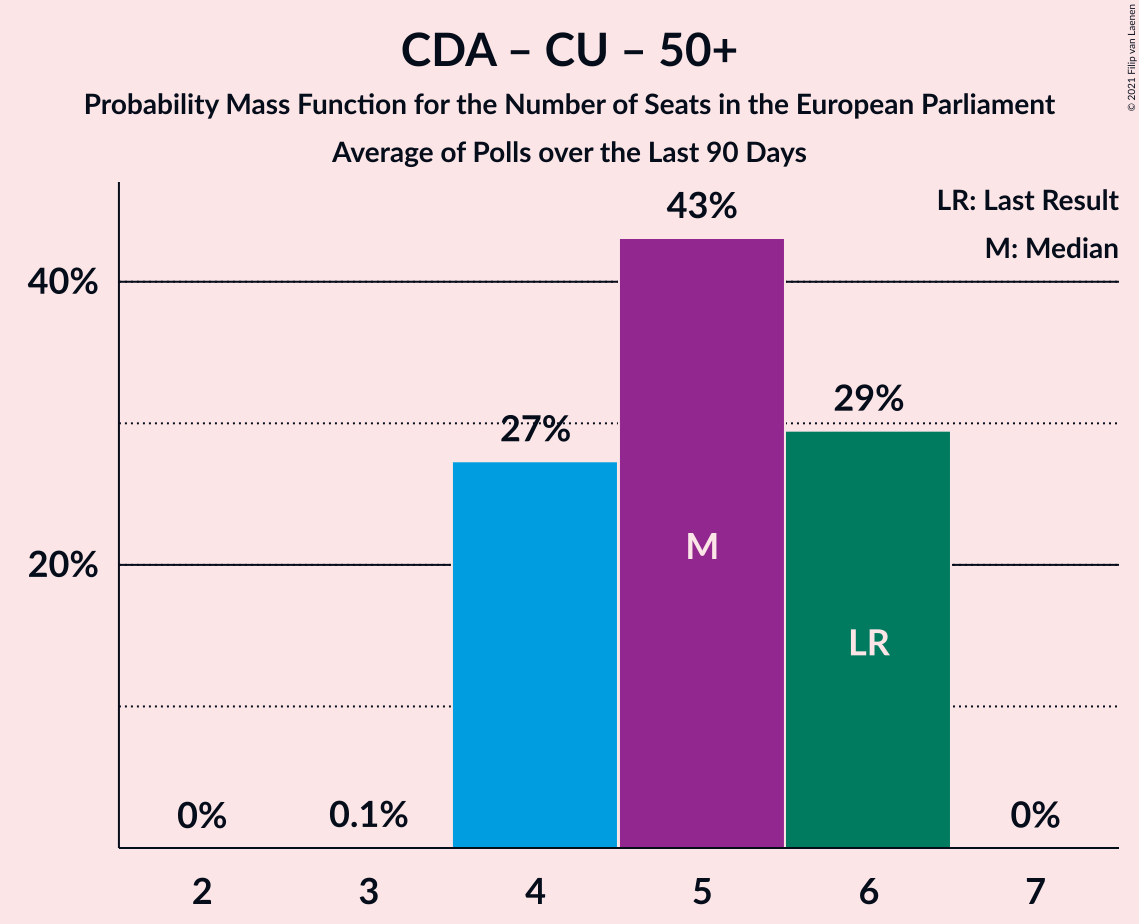 CDA – CU – 50+
Probability Mass Function for the Number of Seats in the European Parliament
Average of Polls over the Last 90 Days
© 2021 Filip van Laenen
LR: Last Result
M: Median
40%
20%
0%
0.1%
27%
43%
29%
0%
M
LR
2
3
4
5
6
7